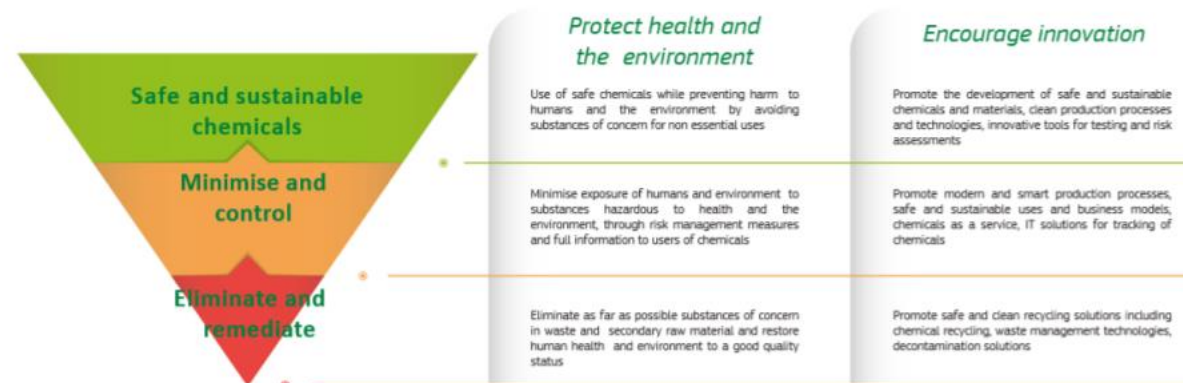 Safe and sustainable
chemicals
Minimise and
control
Eliminate and
remediate
Protect health and
the environment
Use of safe chemicals while preventing harm to
humans and the environment by avoiding
substances of concern for non essential uses
Minimise exposure of humans and environment to
substances hazardous to health and the
environment, through risk management measures
and full information to users of chemicals
Eliminate as far as possible substances of concern
in waste and secondary raw material and restore
human health and environment to a good quality
status
Encourage innovation
Promote the development of safe and sustainable
chemicals and materials, clean production processes
and technologies, innovative tools for testing and risk
assessments
Promote modern and smart production processes,
safe and sustainable uses and business models,
chemicals as a service, IT solutions for tracking of
chemicals
Promote safe and clean recycling solutions including
chemical recycling, waste management technologies,
decontamination solutions